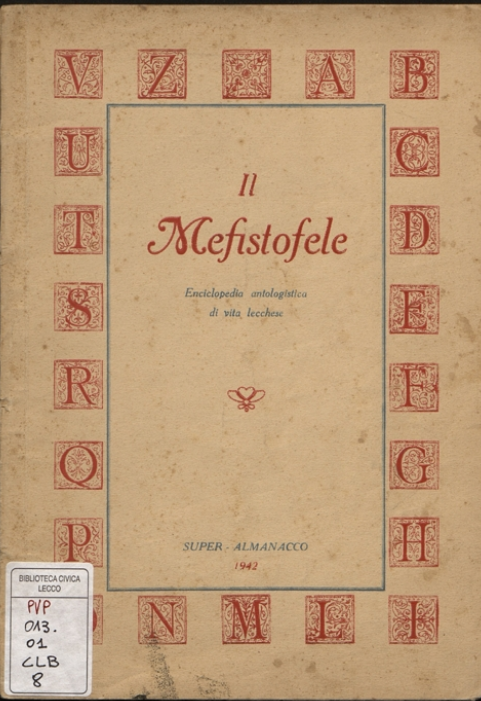 V Z A B
U C
T D
S E
R F
Q G
P H
N M L I
Il
Mefistofele
Enciclopedia antologistica
di vita lecchese
SUPER - ALMANACCO
1942
BIBLIOTECA CIVICA
LECCO
PVP
013.
01
CLB
8